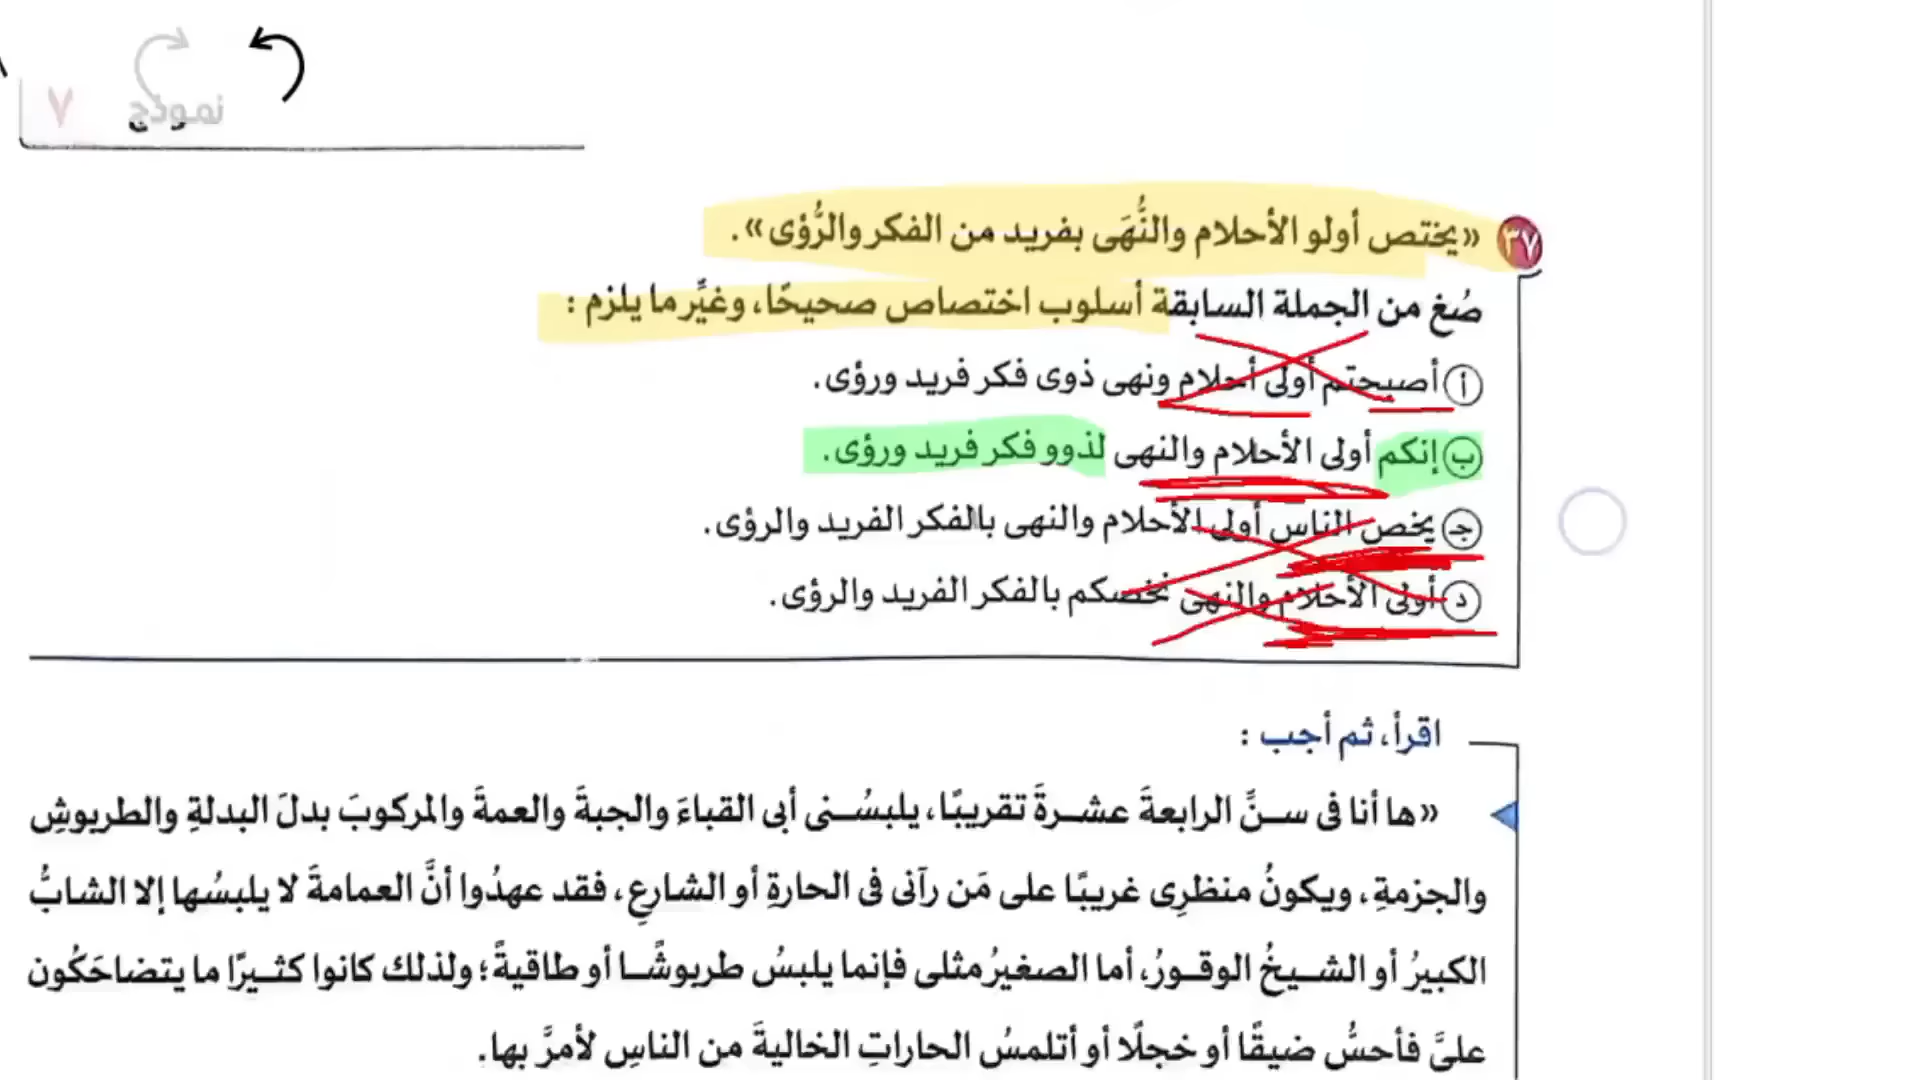 نموذج ٧
٣٧ «يختص أولو الأحلام والنُّهَى بفريد من الفكر والرُّؤى».
صُغ من الجملة السابقة أسلوب اختصاص صحيحًا، وغيِّر ما يلزم :
أ أصبحتم أولى أحلام ونهى ذوى فكر فريد ورؤى.
ب إنكم أولى الأحلام والنهى لذوو فكر فريد ورؤى.
جـ يخص الناس أولى الأحلام والنهى بالفكر الفريد والرؤى.
د أولى الأحلام والنهى نخصكم بالفكر الفريد والرؤى.
اقرأ، ثم أجب :
«ها أنا فى سنِّ الرابعةَ عشرةَ تقريبًا، يلبسُنى أبى القباءَ والجبةَ والعمةَ والمركوبَ بدلَ البدلةِ والطربوشِ
والجزمةِ، ويكونُ منظرِى غريبًا على مَن رآنى فى الحارةِ أو الشارعِ، فقد عهدُوا أنَّ العمامةَ لا يلبسُها إلا الشابُّ
الكبيرُ أو الشيخُ الوقورُ، أما الصغيرُ مثلى فإنما يلبسُ طربوشًا أو طاقيةً؛ ولذلك كانوا كثيرًا ما يتضاحَكُون
علىَّ فأحسُّ ضيقًا أو خجلًا أو أتلمسُ الحاراتِ الخاليةَ من الناسِ لأمرَّ بها.